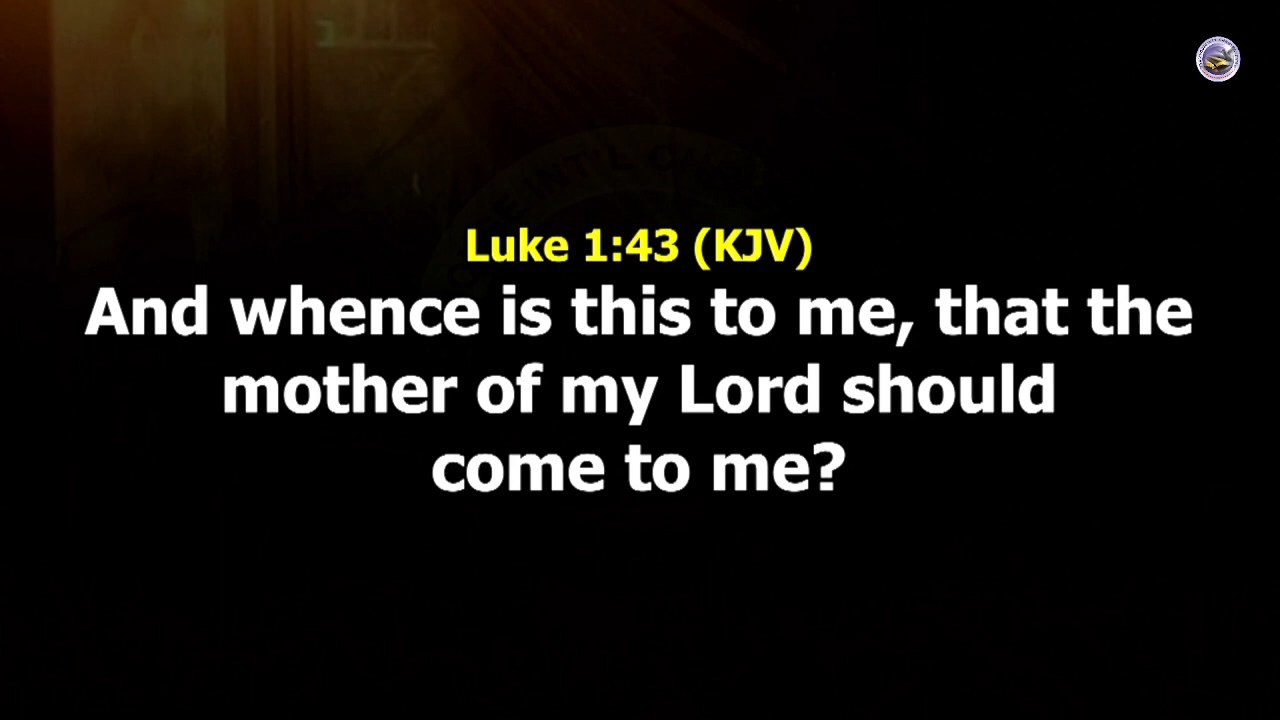 Luke 1:43 (KJV)
And whence is this to me, that the
mother of my Lord should
come to me?